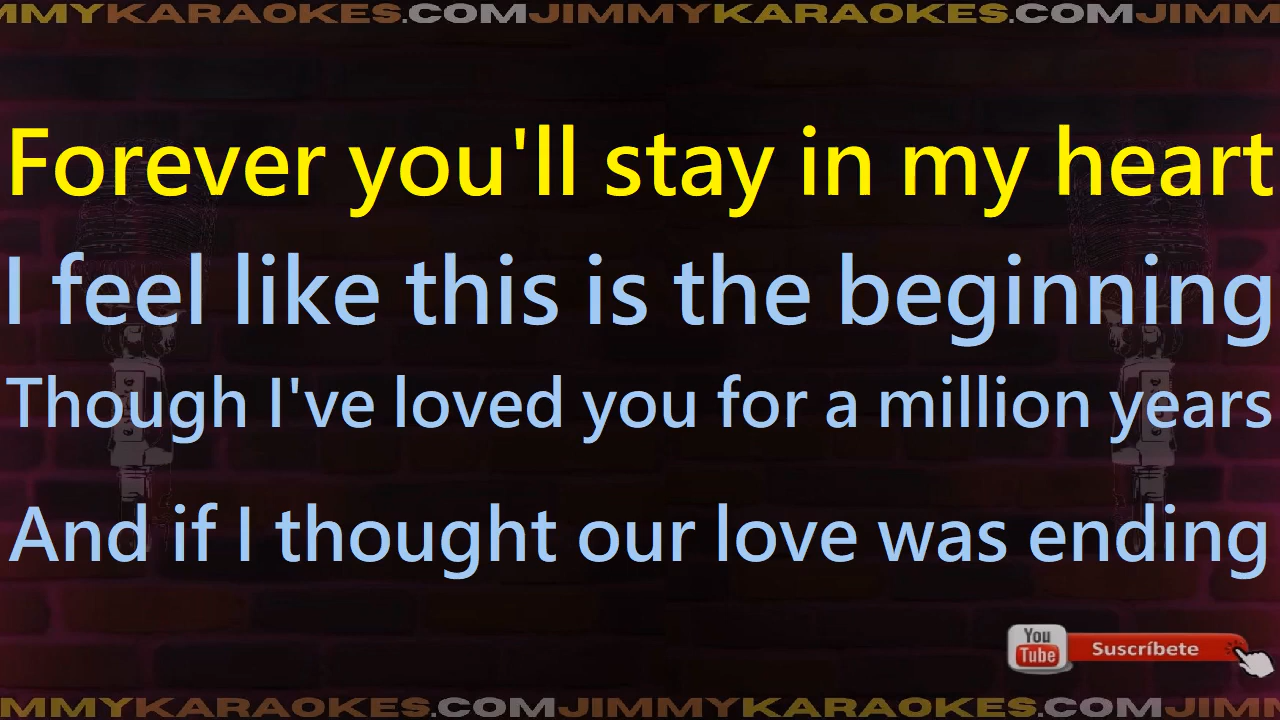 JIMMYKARAOKES.COMJIMMYKARAOKES.COMJIMM
Forever you'll stay in my heart
I feel like this is the beginning
Though I've loved you for a million years
And if I thought our love was ending
You
Tube
Suscríbete
MMYKARAOKES.COMJIMMYKARAOKES.COMJIMM